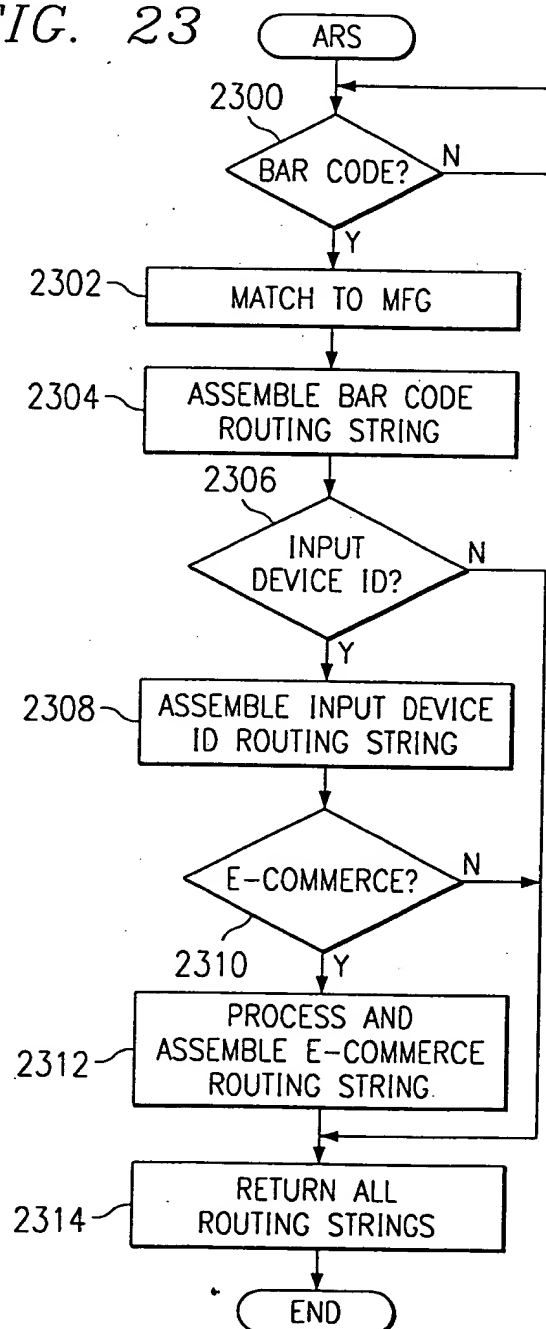 FIG. 23
ARS
2300
BAR CODE?
N
Y
2302
MATCH TO MFG
2304
ASSEMBLE BAR CODE
ROUTING STRING
2306
INPUT
DEVICE ID?
N
Y
2308
ASSEMBLE INPUT DEVICE
ID ROUTING STRING
E-COMMERCE?
N
2310
Y
2312
PROCESS AND
ASSEMBLE E-COMMERCE
ROUTING STRING
2314
RETURN ALL
ROUTING STRINGS
END